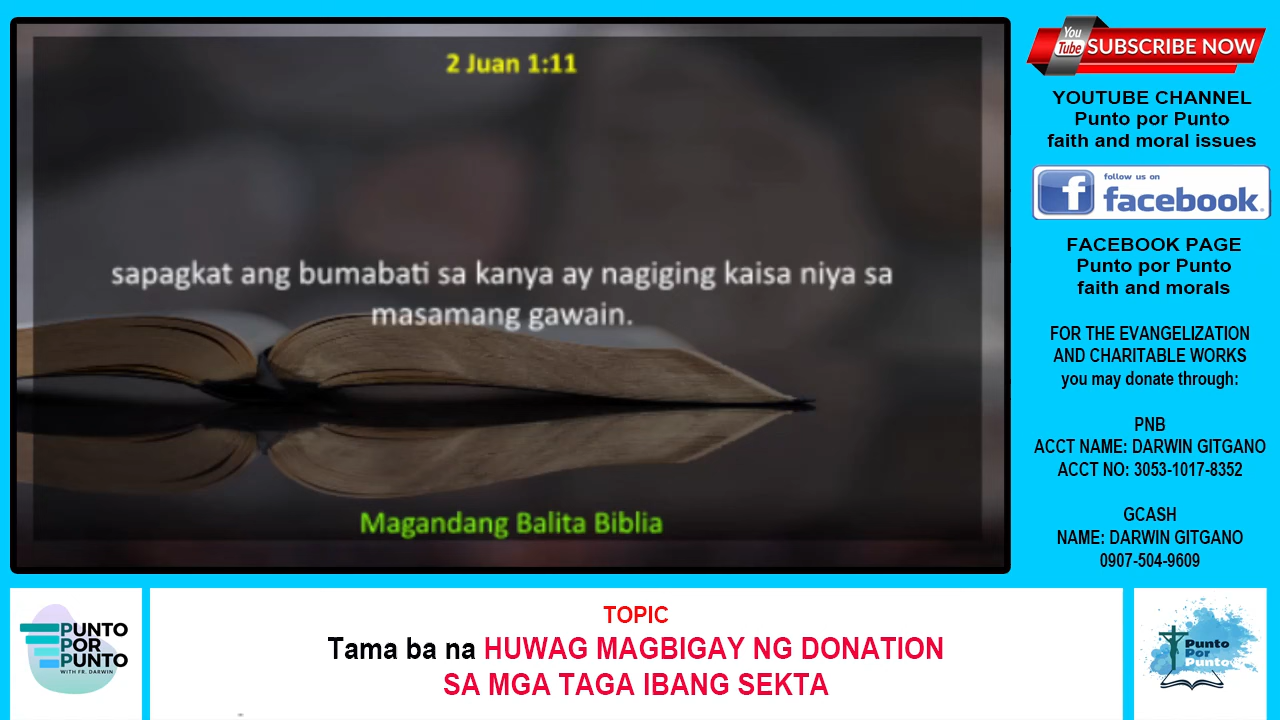 2 Juan 1:11
sapagkat ang bumabati sa kanya ay nagiging kaisa niya sa
masamang gawain.
Magandang Balita Biblia
You
Tube SUBSCRIBE NOW
YOUTUBE CHANNEL
Punto por Punto
faith and moral issues
follow us on
facebook.
FACEBOOK PAGE
Punto por Punto
faith and morals
FOR THE EVANGELIZATION
AND CHARITABLE WORKS
you may donate through:
PNB
ACCT NAME: DARWIN GITGANO
ACCT NO: 3053-1017-8352
GCASH
NAME: DARWIN GITGANO
0907-504-9609
PUNTO
POR
PUNTO
WITH FR. DARWIN
TOPIC
Tama ba na HUWAG MAGBIGAY NG DONATION
SA MGA TAGA IBANG SEKTA
Punto
Por
Punto